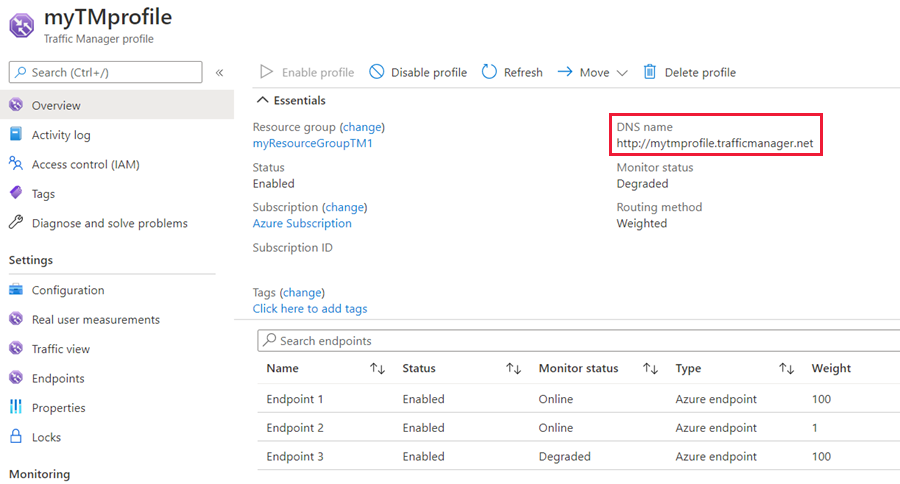 myTMprofile
Traffic Manager profile
Search (Ctrl+/)
«
Overview
Activity log
Access control (IAM)
Tags
Diagnose and solve problems
Settings
Configuration
Real user measurements
Traffic view
Endpoints
Properties
Locks
Monitoring
Enable profile Disable profile Refresh Move Delete profile
Essentials
Resource group (change)
myResourceGroupTM1
Status
Enabled
Subscription (change)
Azure Subscription
Subscription ID
DNS name
http://mytmprofile.trafficmanager.net
Monitor status
Degraded
Routing method
Weighted
Tags (change)
Click here to add tags
Search endpoints
Name Status Monitor status Type Weight
Endpoint 1 Enabled Online Azure endpoint 100
Endpoint 2 Enabled Online Azure endpoint 1
Endpoint 3 Enabled Degraded Azure endpoint 100